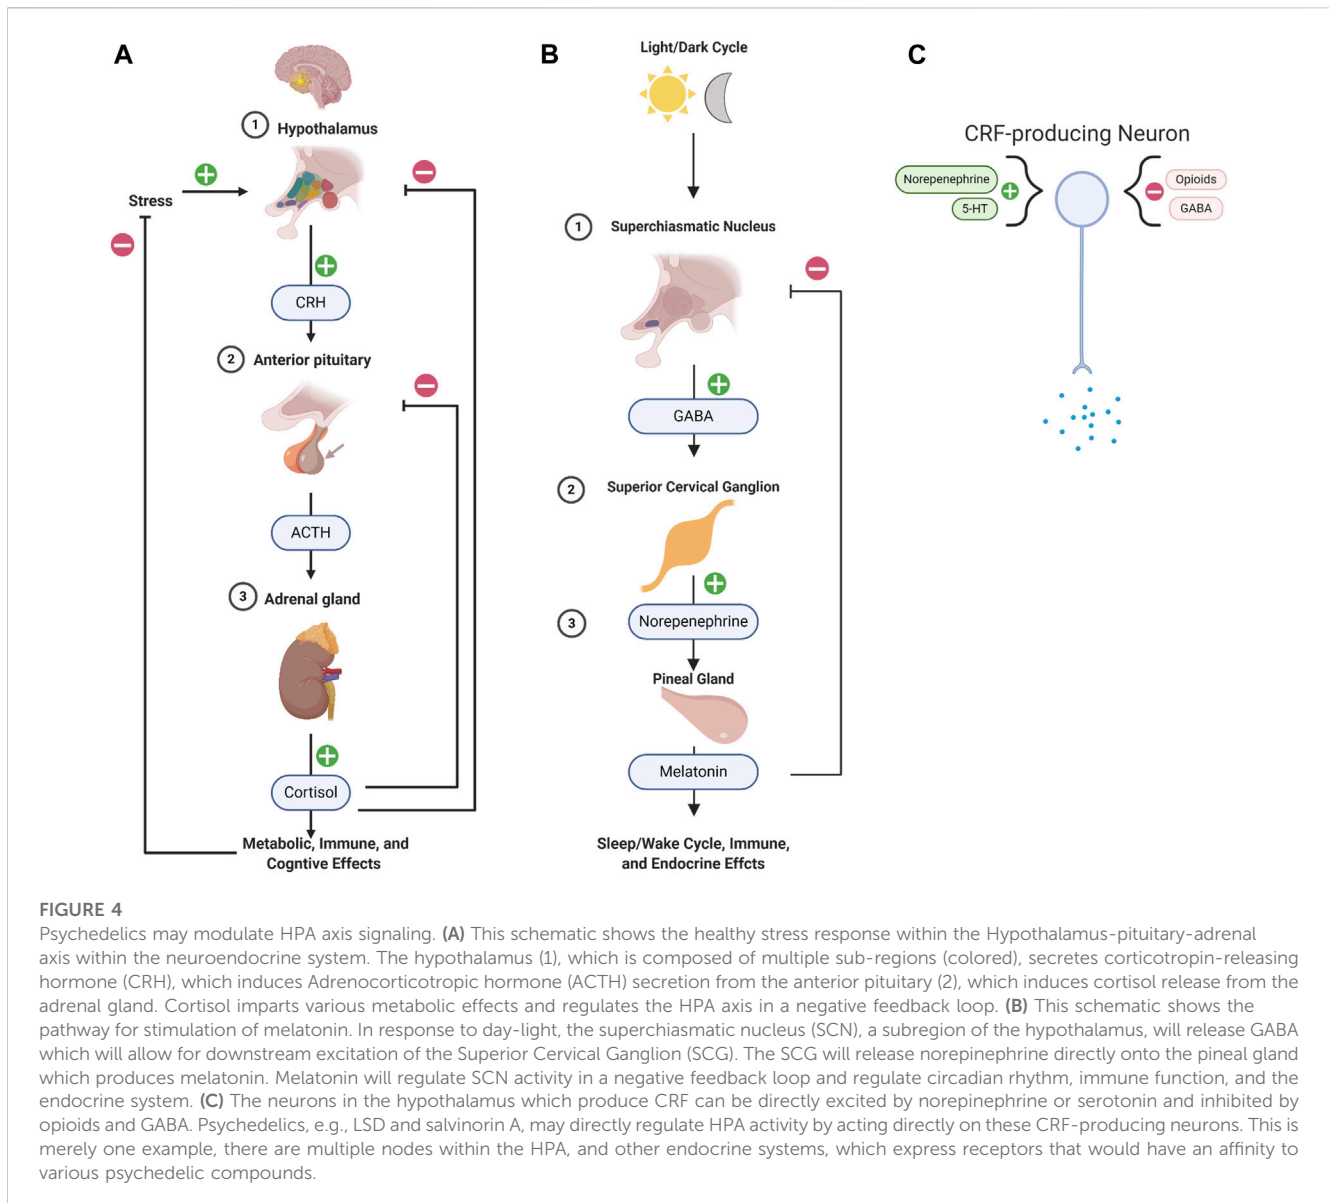 A
1 Hypothalamus
Stress
CRH
2 Anterior pituitary
ACTH
3 Adrenal gland
Cortisol
Metabolic, Immune, and
Cogntive Effects
B
Light/Dark Cycle
1 Superchiasmatic Nucleus
GABA
2 Superior Cervical Ganglion
3 Norepenephrine
Pineal Gland
Melatonin
Sleep/Wake Cycle, Immune,
and Endocrine Effcts
C
CRF-producing Neuron
Norepenephrine
5-HT
Opioids
GABA
FIGURE 4
Psychedelics may modulate HPA axis signaling. (A) This schematic shows the healthy stress response within the Hypothalamus-pituitary-adrenal
axis within the neuroendocrine system. The hypothalamus (1), which is composed of multiple sub-regions (colored), secretes corticotropin-releasing
hormone (CRH), which induces Adrenocorticotropic hormone (ACTH) secretion from the anterior pituitary (2), which induces cortisol release from the
adrenal gland. Cortisol imparts various metabolic effects and regulates the HPA axis in a negative feedback loop. (B) This schematic shows the
pathway for stimulation of melatonin. In response to day-light, the superchiasmatic nucleus (SCN), a subregion of the hypothalamus, will release GABA
which will allow for downstream excitation of the Superior Cervical Ganglion (SCG). The SCG will release norepinephrine directly onto the pineal gland
which produces melatonin. Melatonin will regulate SCN activity in a negative feedback loop and regulate circadian rhythm, immune function, and the
endocrine system. (C) The neurons in the hypothalamus which produce CRF can be directly excited by norepinephrine or serotonin and inhibited by
opioids and GABA. Psychedelics, e.g., LSD and salvinorin A, may directly regulate HPA activity by acting directly on these CRF-producing neurons. This is
merely one example, there are multiple nodes within the HPA, and other endocrine systems, which express receptors that would have an affinity to
various psychedelic compounds.